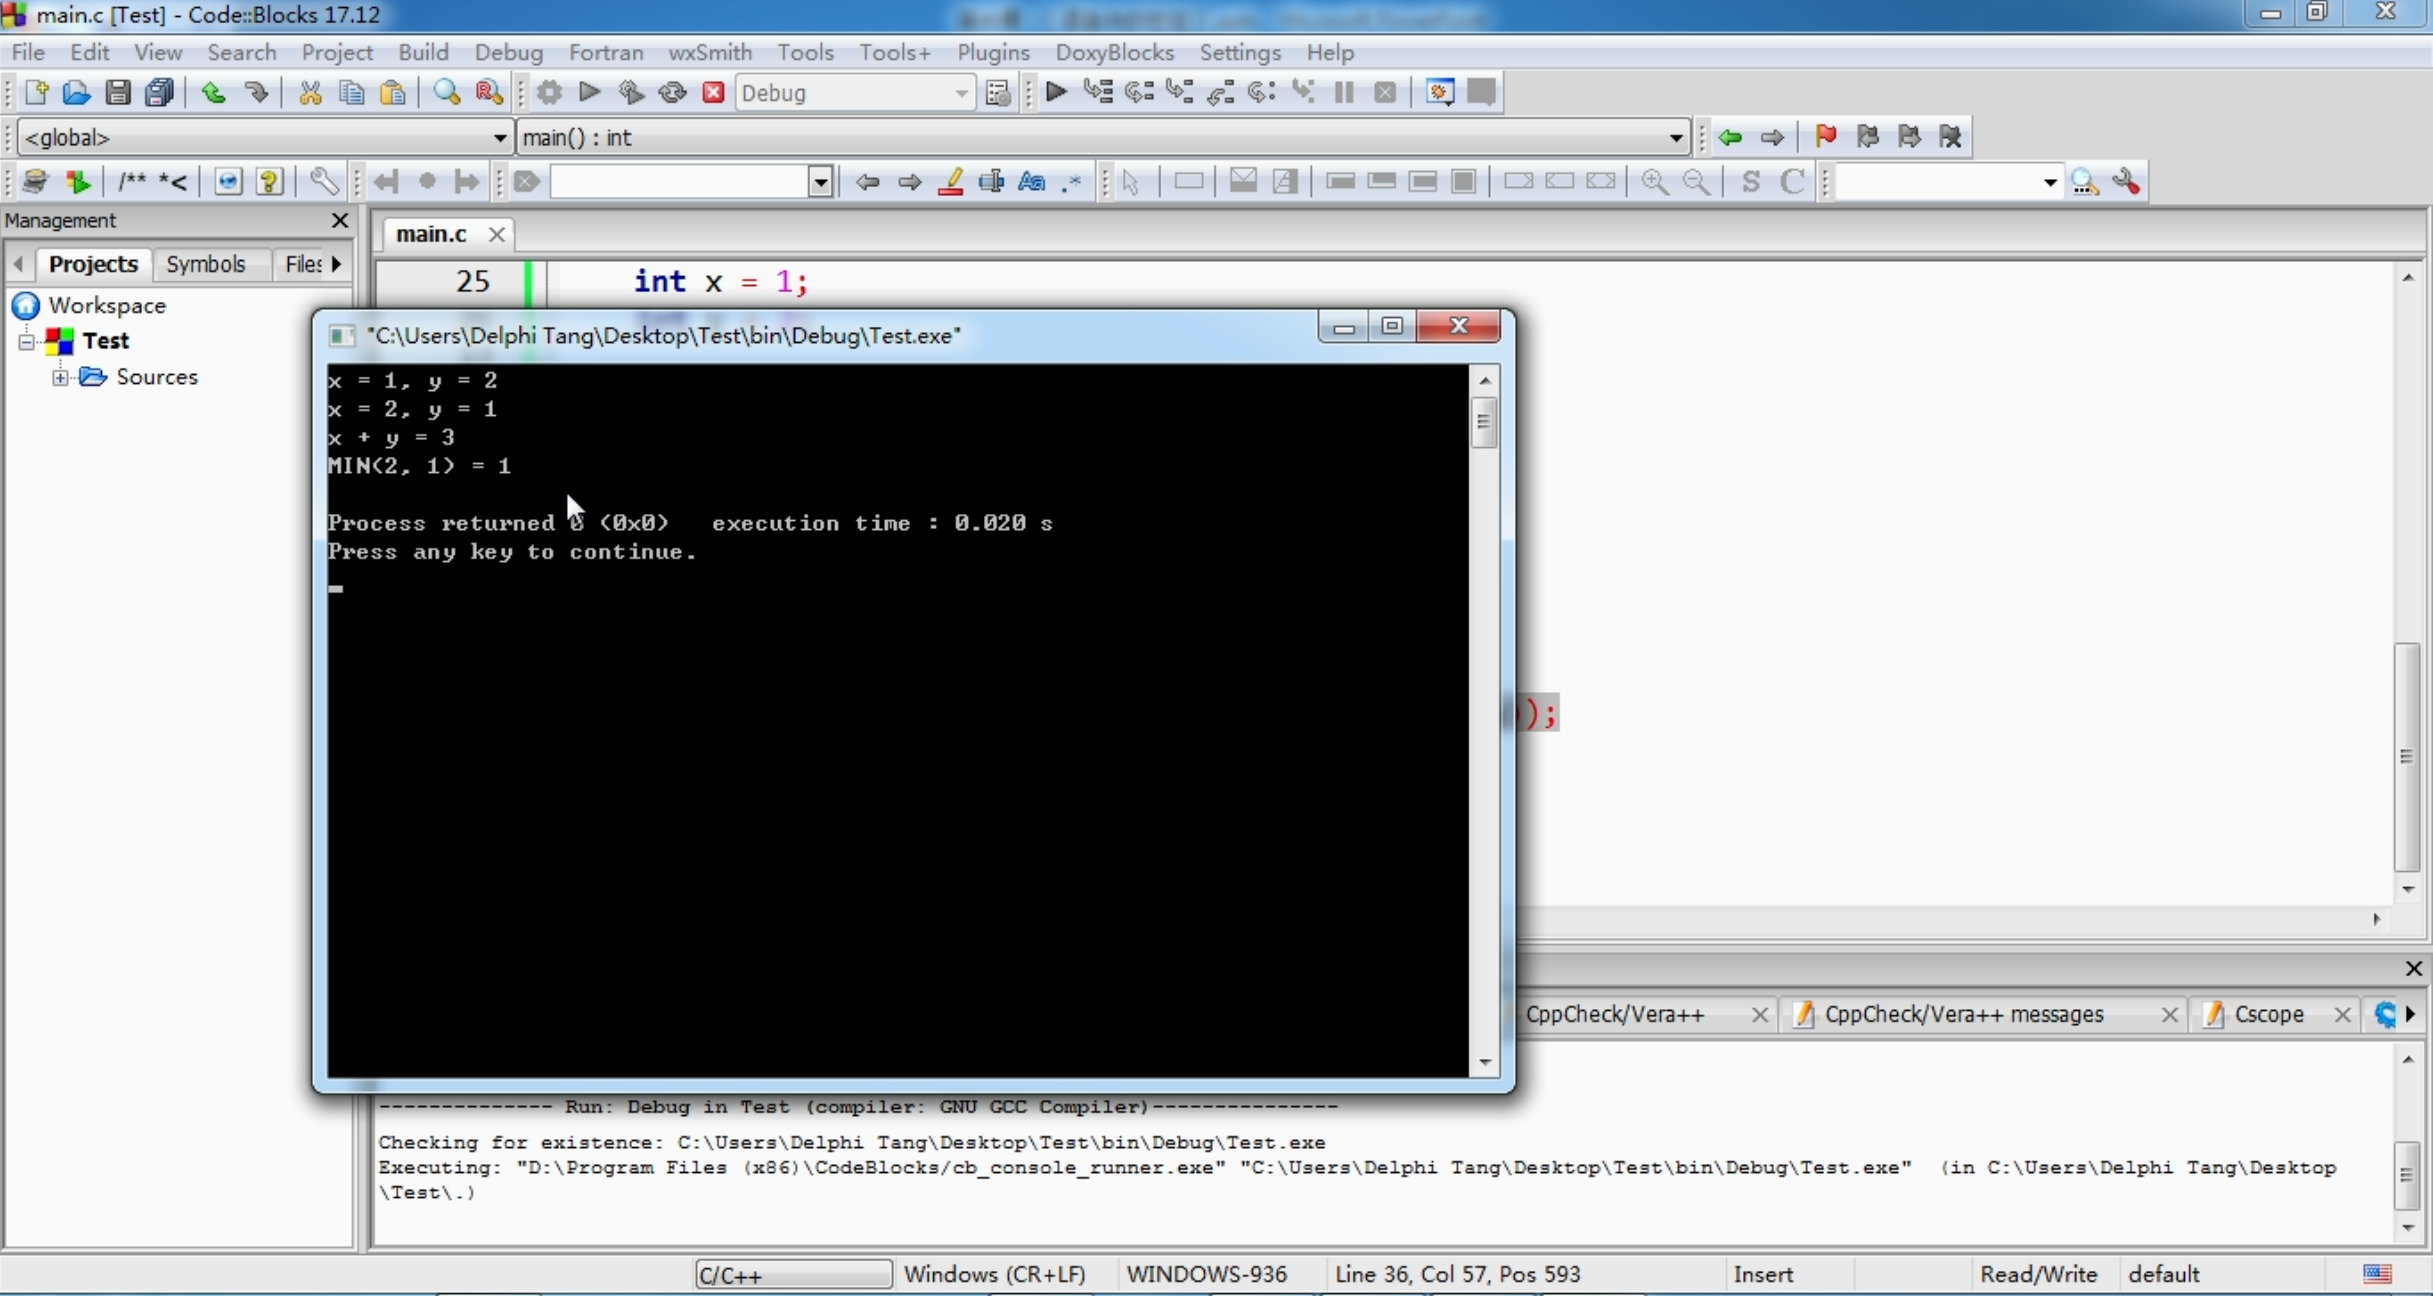 main.c [Test] - Code::Blocks 17.12
File Edit View Search Project Build Debug Fortran wxSmith Tools Tools+ Plugins DoxyBlocks Settings Help
Debug
<global> main() : int
/** *<
S C
Management
main.c
Projects Symbols Files
25 int x = 1;
Workspace
Test
Sources
"C:\Users\Delphi Tang\Desktop\Test\bin\Debug\Test.exe"
x = 1, y = 2
x = 2, y = 1
x + y = 3
MIN(2, 1) = 1
Process returned 0 (0x0) execution time : 0.020 s
Press any key to continue.
);
CppCheck/Vera++ CppCheck/Vera++ messages Cscope
-------------- Run: Debug in Test (compiler: GNU GCC Compiler)---------------
Checking for existence: C:\Users\Delphi Tang\Desktop\Test\bin\Debug\Test.exe
Executing: "D:\Program Files (x86)\CodeBlocks/cb_console_runner.exe" "C:\Users\Delphi Tang\Desktop\Test\bin\Debug\Test.exe" (in C:\Users\Delphi Tang\Desktop
\Test\.)
C/C++ Windows (CR+LF) WINDOWS-936 Line 36, Col 57, Pos 593 Insert Read/Write default